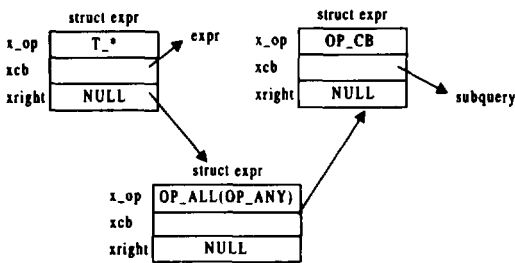 struct expr
x_op T_*
xcb
xright NULL
expr
struct expr
x_op OP_CB
xcb
xright NULL
subquery
struct expr
x_op OP_ALL(OP_ANY)
xcb
xright NULL